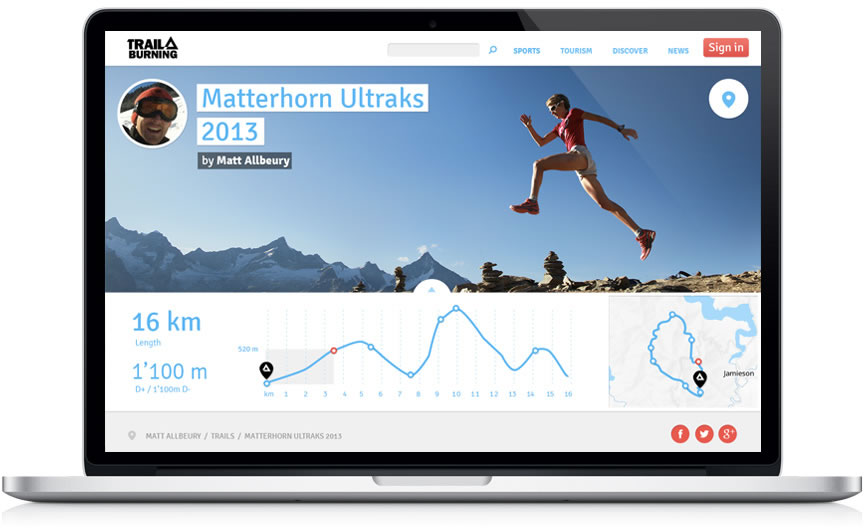 TRAIL
BURNING
SPORTS TOURISM DISCOVER NEWS Sign in
Matterhorn Ultraks
2013
by Matt Allbeury
16 km
Length
1'100 m
D+ / 1'100m D-
520 m
km 1 2 3 4 5 6 7 8 9 10 11 12 13 14 15 16
Jamieson
MATT ALLBEURY / TRAILS / MATTERHORN ULTRAKS 2013
f g+